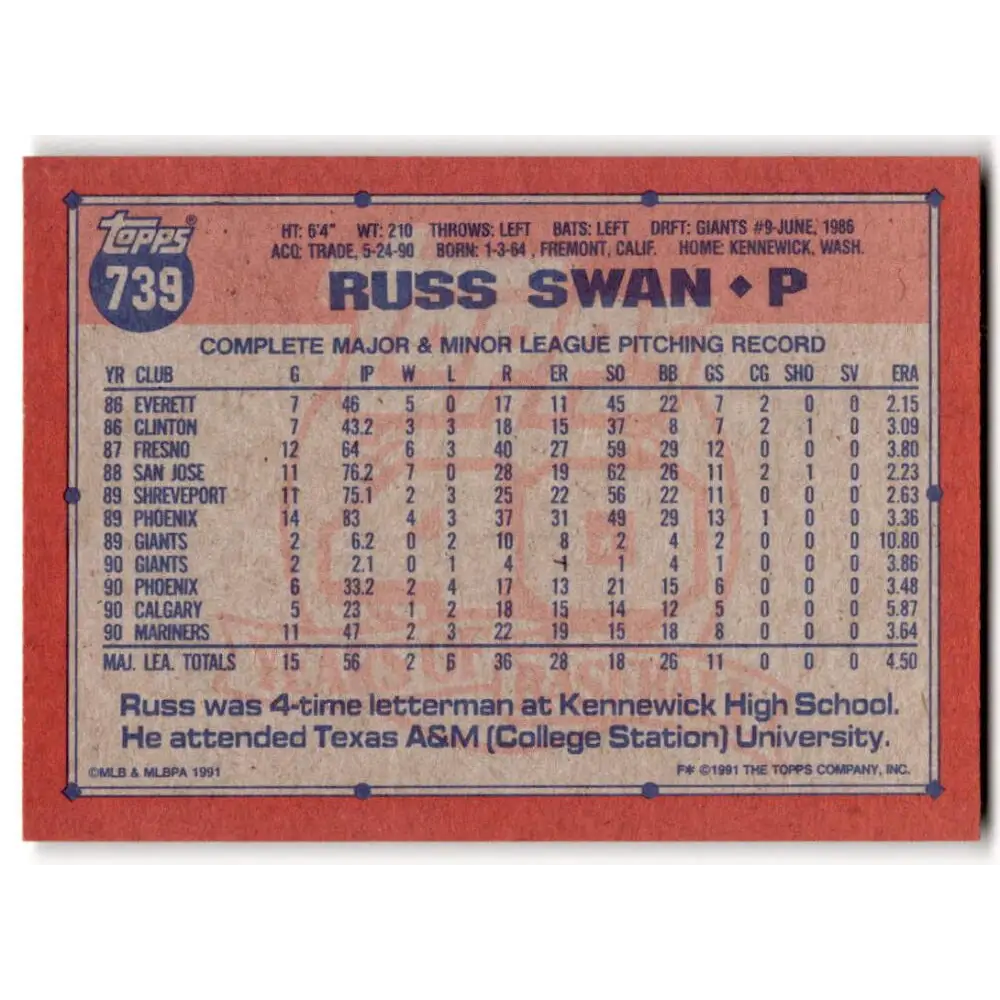 Topps®
739
HT: 6'4" WT: 210 THROWS: LEFT BATS: LEFT DRFT: GIANTS #9-JUNE, 1986
ACQ: TRADE, 5-24-90 BORN: 1-3-64 , FREMONT, CALIF. HOME: KENNEWICK, WASH.
RUSS SWAN ◆ P
COMPLETE MAJOR & MINOR LEAGUE PITCHING RECORD
YR CLUB G IP W L R ER SO BB GS CG SHO SV ERA
86 EVERETT 7 46 5 0 17 11 45 22 7 2 0 0 2.15
86 CLINTON 7 43.2 3 3 18 15 37 8 7 2 1 0 3.09
87 FRESNO 12 64 6 3 40 27 59 29 12 0 0 0 3.80
88 SAN JOSE 11 76.2 7 0 28 19 62 26 11 2 1 0 2.23
89 SHREVEPORT 11 75.1 2 3 25 22 56 22 11 0 0 0 2.63
89 PHOENIX 14 83 4 3 37 31 49 29 13 1 0 0 3.36
89 GIANTS 2 6.2 0 2 10 8 2 4 2 0 0 0 10.80
90 GIANTS 2 2.1 0 1 4 1 4 1 0 0 0 3.86
90 PHOENIX 6 33.2 2 4 17 13 21 15 6 0 0 0 3.48
90 CALGARY 5 23 1 2 18 15 14 12 5 0 0 0 5.87
90 MARINERS 11 47 2 3 22 19 15 18 8 0 0 0 3.64
MAJ. LEA. TOTALS 15 56 2 6 36 28 18 26 11 0 0 0 4.50
Russ was 4-time letterman at Kennewick High School.
He attended Texas A&M (College Station) University.
©MLB & MLBPA 1991 F* ©1991 THE TOPPS COMPANY, INC.